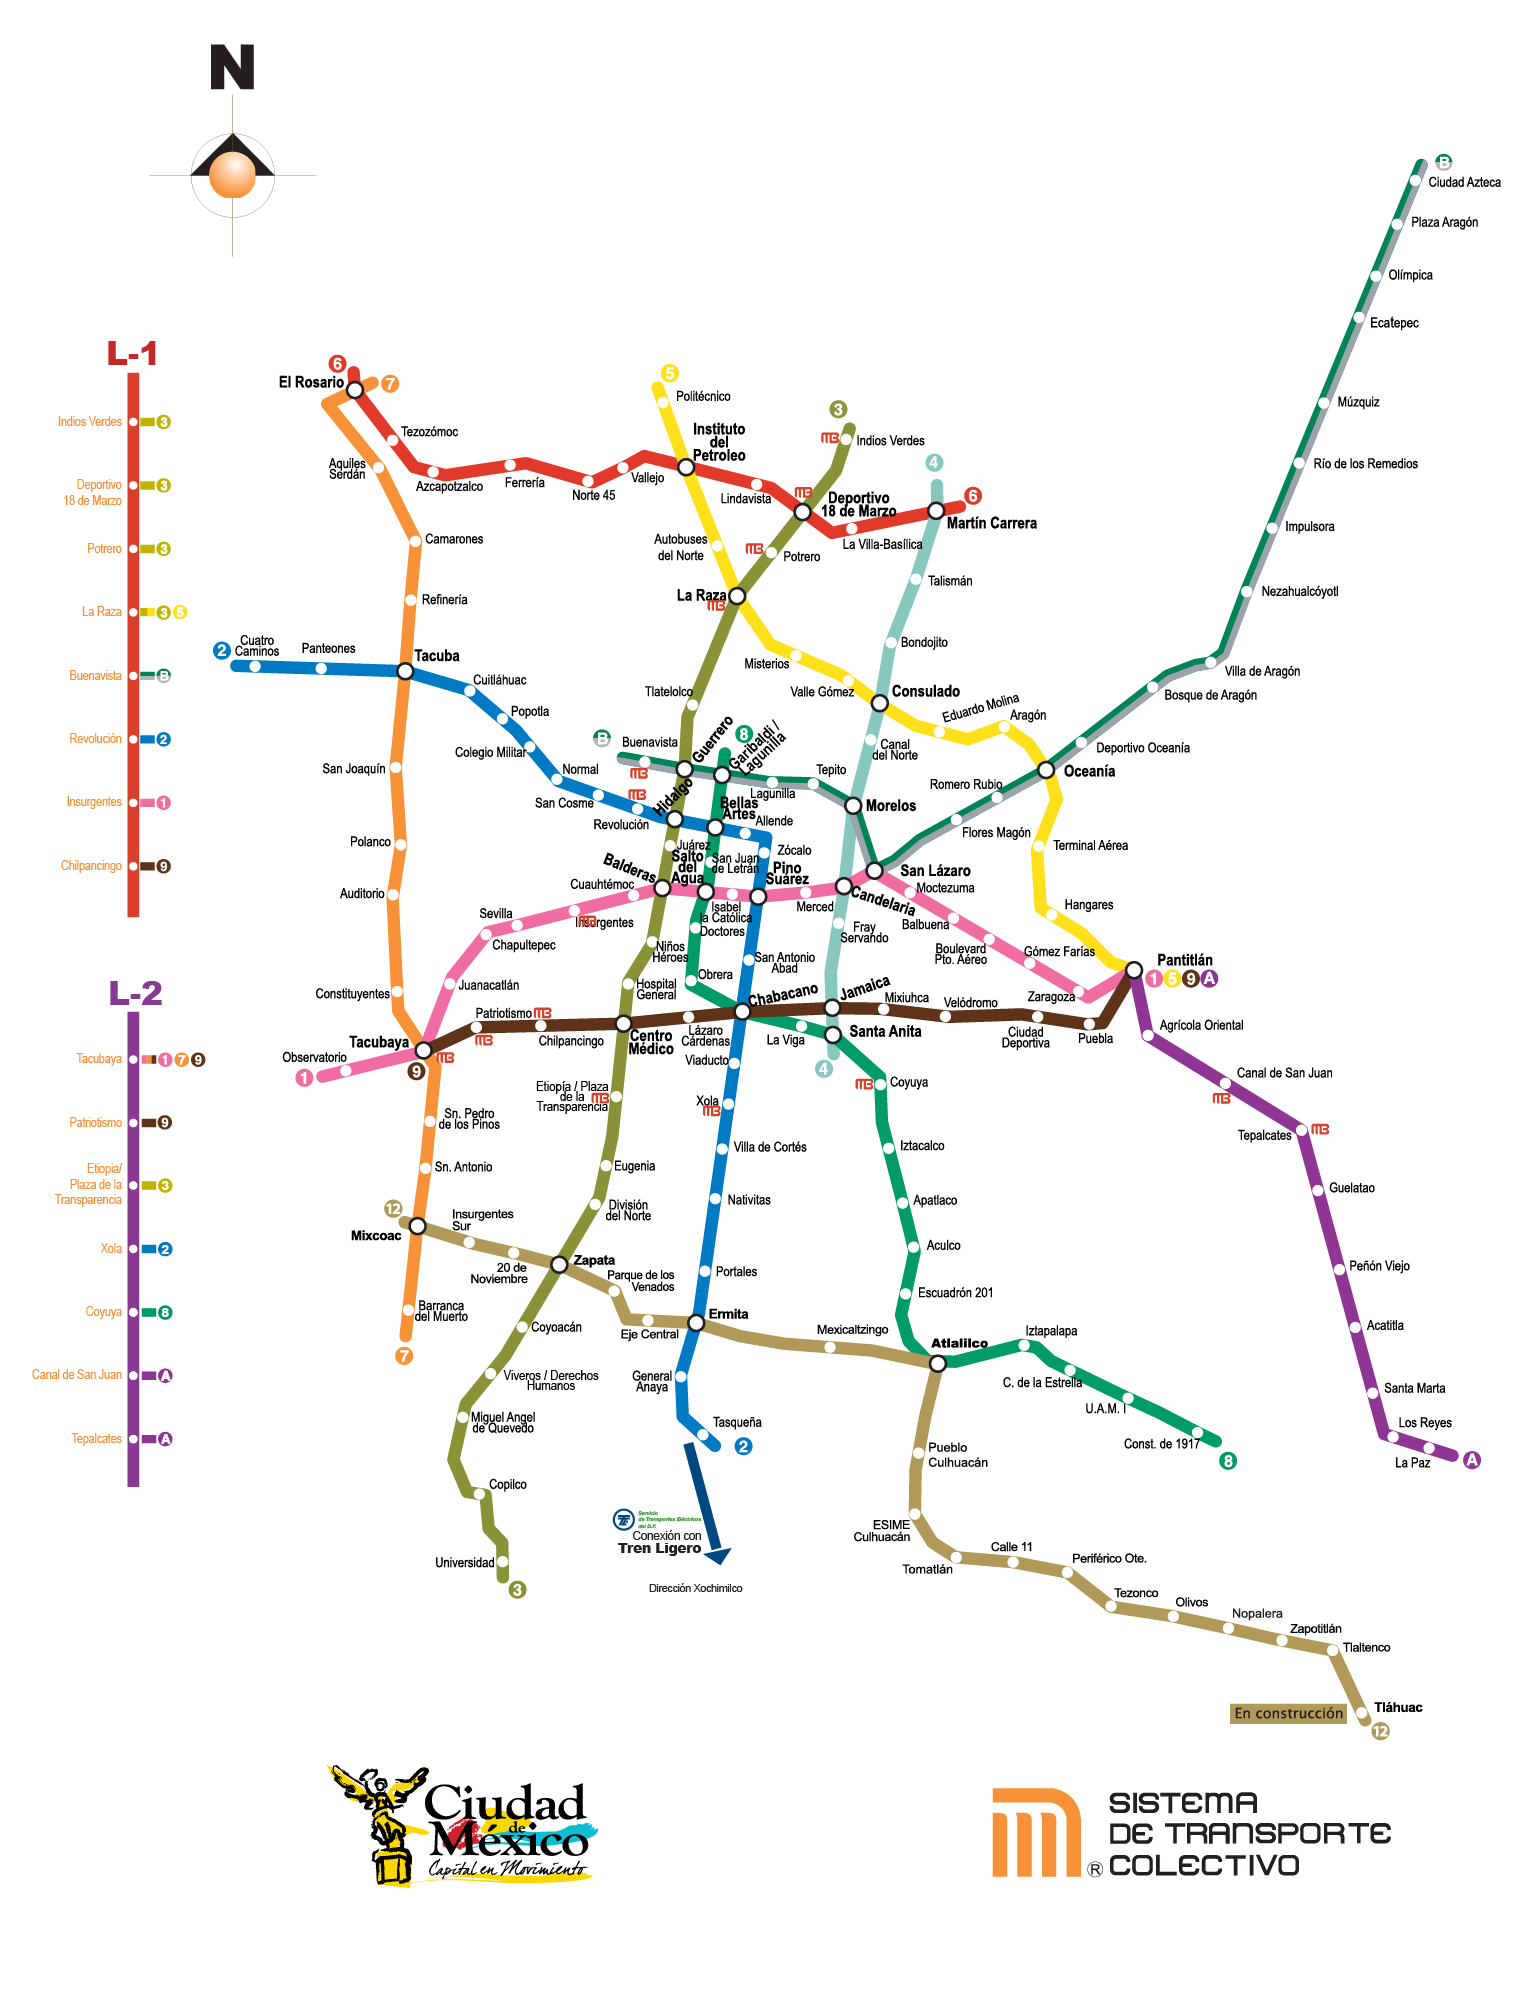 N
B
Ciudad Azteca
Plaza Aragón
Olímpica
Ecatepec
Múzquiz
Río de los Remedios
Impulsora
Nezahualcóyotl
Villa de Aragón
Bosque de Aragón
Deportivo Oceanía
Oceanía
Romero Rubio
Flores Magón
San Lázaro
Morelos
Tepito
Lagunilla
Garibaldi /
Lagunilla
Guerrero
Buenavista
B
L-1
Indios Verdes
3
Deportivo
18 de Marzo
3
Potrero
3
La Raza
3 5
Buenavista
B
Revolución
2
Insurgentes
1
Chilpancingo
9
L-2
Tacubaya
1 7 9
Patriotismo
9
Etiopia/
Plaza de la
Transparencia
3
Xola
2
Coyuya
8
Canal de San Juan
A
Tepalcates
A
6
El Rosario
7
Tezozómoc
Azcapotzalco
Ferrería
Norte 45
Vallejo
Instituto
del
Petroleo
Lindavista
MB
Deportivo
18 de Marzo
La Villa-Basílica
Martín Carrera
6
5
Politécnico
Autobuses
del Norte
La Raza
MB
Misterios
Valle Gómez
Consulado
Eduardo Molina
Aragón
Terminal Aérea
Hangares
Pantitlán
1 5 9 A
3
MB
Indios Verdes
MB
Potrero
Tlatelolco
Hidalgo
Juárez
Balderas
Niños
Héroes
Hospital
General
Centro
Médico
Etiopía / Plaza
de la
Transparencia
MB
Eugenia
División
del Norte
Zapata
Coyoacán
Viveros / Derechos
Humanos
Miguel Angel
de Quevedo
Copilco
Universidad
3
4
Talismán
Bondojito
Canal
del Norte
Candelaria
Fray
Servando
Jamaica
Santa Anita
4
Aquiles
Serdán
Camarones
Refinería
Tacuba
San Joaquín
Polanco
Auditorio
Constituyentes
Tacubaya
MB
9
Sn. Pedro
de los Pinos
Sn. Antonio
Mixcoac
Barranca
del Muerto
7
2
Cuatro
Caminos
Panteones
Cuitláhuac
Popotla
Colegio Militar
Normal
San Cosme
MB
MB
Revolución
Bellas
Artes
Allende
Zócalo
Pino
Suárez
San Antonio
Abad
Chabacano
Viaducto
Xola
MB
Villa de Cortés
Nativitas
Portales
Ermita
General
Anaya
Tasqueña
2
Servicio
de Transportes Eléctricos
del D.F.
Conexión con
Tren Ligero
Dirección Xochimilco
1
Observatorio
Juanacatlán
Chapultepec
Sevilla
Insurgentes
MB
Cuauhtémoc
Salto
del
Agua
Isabel
la Católica
Merced
Moctezuma
Balbuena
Boulevard
Pto. Aéreo
Gómez Farías
Zaragoza
Patriotismo
MB
MB
Chilpancingo
Lázaro
Cárdenas
Mixiuhca
Velódromo
Ciudad
Deportiva
Puebla
8
San Juan
de Letrán
Doctores
Obrera
La Viga
MB
Coyuya
Iztacalco
Apatlaco
Aculco
Escuadrón 201
Atlalilco
Iztapalapa
C. de la Estrella
U.A.M. I
Const. de 1917
8
Agrícola Oriental
Canal de San Juan
MB
Tepalcates
MB
Guelatao
Peñón Viejo
Acatitla
Santa Marta
Los Reyes
La Paz
A
12
Insurgentes
Sur
20 de
Noviembre
Parque de los
Venados
Eje Central
Mexicaltzingo
Pueblo
Culhuacán
ESIME
Culhuacán
Tomatlán
Calle 11
Periférico Ote.
Tezonco
Olivos
Nopalera
Zapotitlán
Tlaltenco
Tláhuac
En construcción
12
Ciudad
de
México
Capital en Movimiento
SISTEMA
DE TRANSPORTE
® COLECTIVO